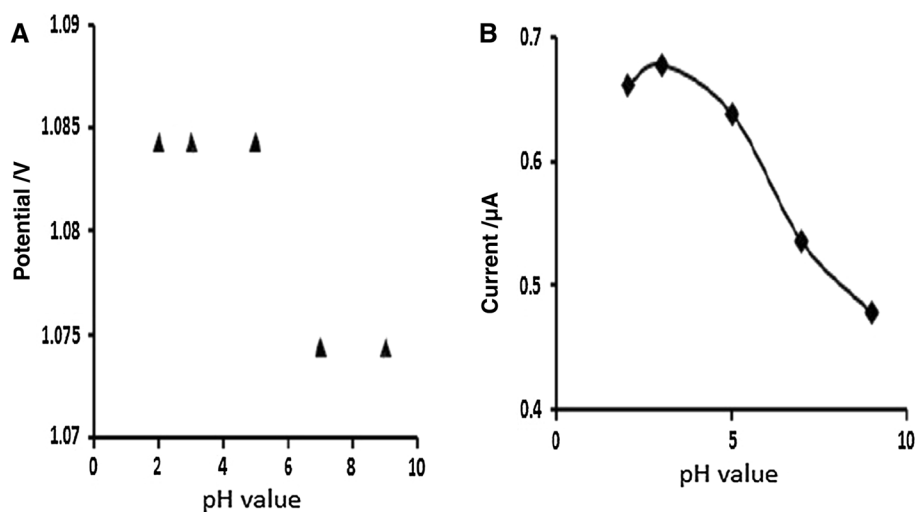 A
1.09
1.085
1.08
1.075
1.07
Potential /V
0 2 4 6 8 10
pH value
B
0.7
0.6
0.5
0.4
Current /µA
0 5 10
pH value